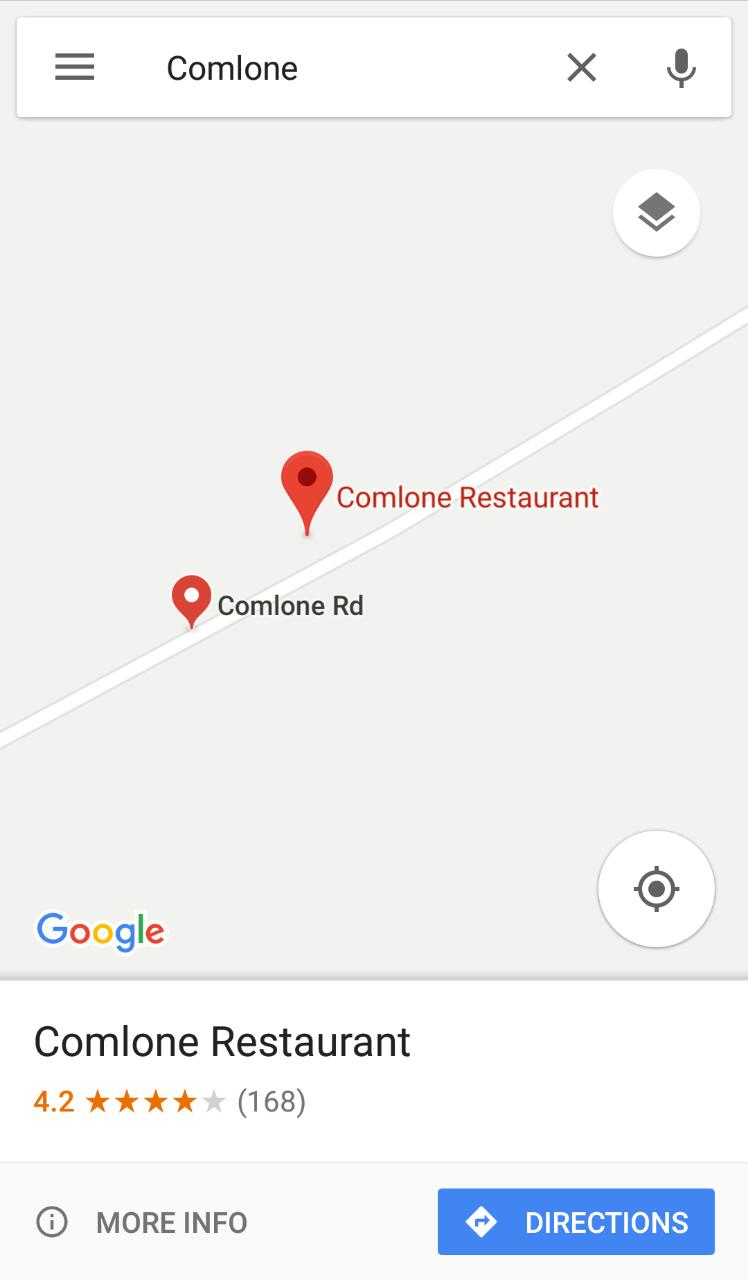 Comlone
Comlone Restaurant
Comlone Rd
Google
Comlone Restaurant
4.2 ★★★★★ (168)
MORE INFO
DIRECTIONS